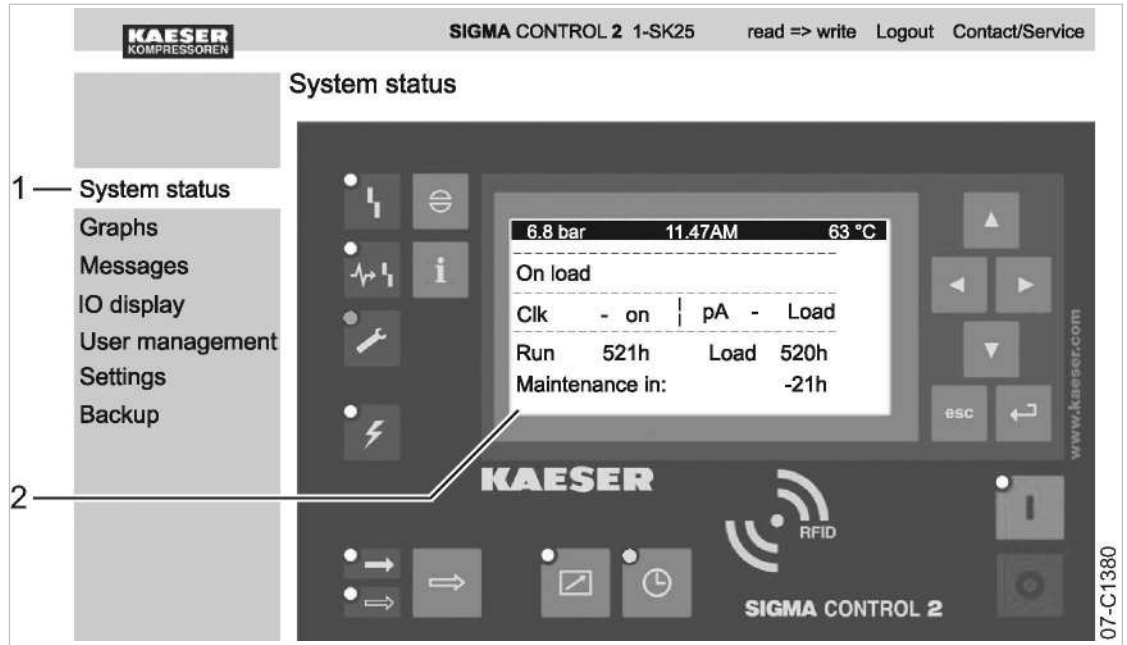 KAESER
KOMPRESSOREN
SIGMA CONTROL 2 1-SK25 read => write Logout Contact/Service
System status
1
System status
Graphs
Messages
IO display
User management
Settings
Backup
2
i
6.8 bar 11.47AM 63 °C
On load
Clk - on ¦ pA - Load
Run 521h Load 520h
Maintenance in: -21h
esc
www.kaeser.com
KAESER
RFID
I
O
SIGMA CONTROL 2
07-C1380